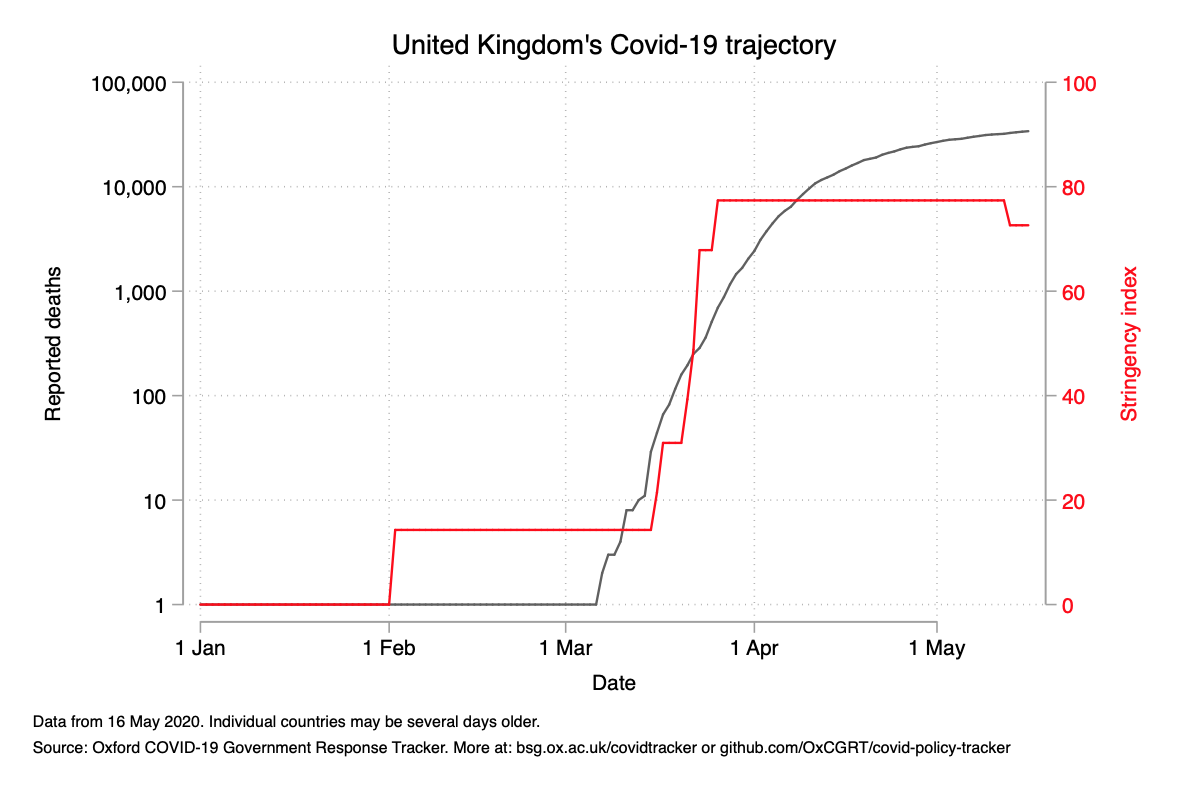 United Kingdom's Covid-19 trajectory
100,000
10,000
1,000
100
10
1
Reported deaths
100
80
60
40
20
0
Stringency index
1 Jan
1 Feb
1 Mar
1 Apr
1 May
Date
Data from 16 May 2020. Individual countries may be several days older.
Source: Oxford COVID-19 Government Response Tracker. More at: bsg.ox.ac.uk/covidtracker or github.com/OxCGRT/covid-policy-tracker